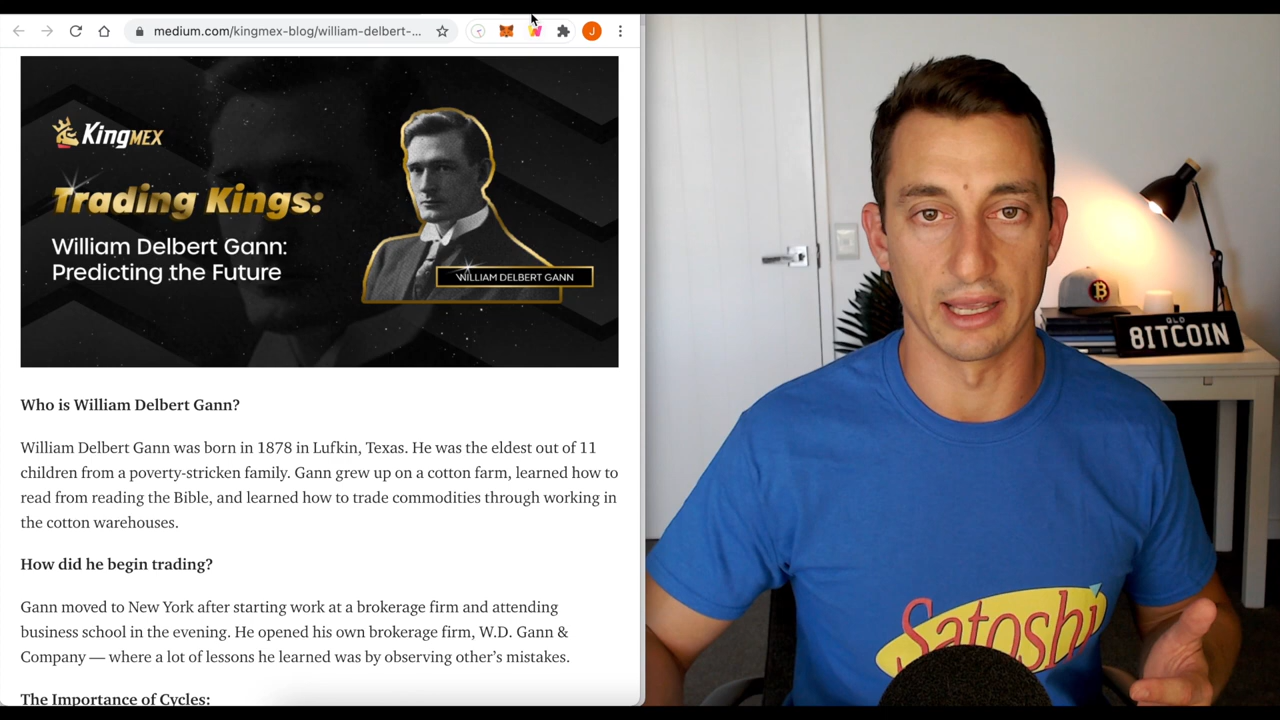 medium.com/kingmex-blog/william-delbert-...
J
KingMEX
Trading Kings:
William Delbert Gann:
Predicting the Future
WILLIAM DELBERT GANN
Who is William Delbert Gann?
William Delbert Gann was born in 1878 in Lufkin, Texas. He was the eldest out of 11
children from a poverty-stricken family. Gann grew up on a cotton farm, learned how to
read from reading the Bible, and learned how to trade commodities through working in
the cotton warehouses.
How did he begin trading?
Gann moved to New York after starting work at a brokerage firm and attending
business school in the evening. He opened his own brokerage firm, W.D. Gann &
Company — where a lot of lessons he learned was by observing other's mistakes.
The Importance of Cycles:
QLD
8ITCOIN
Satoshi